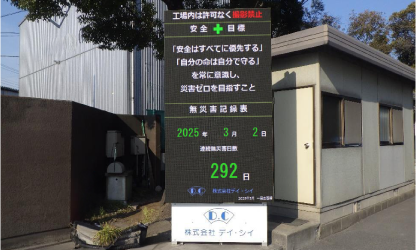 工場内は許可なく撮影禁止
安全 目標
「安全はすべてに優先する」
「自分の命は自分で守る」
を常に意識し、
災害ゼロを目指すこと
無災害記録表
2025 年 3 月 2 日
連続無災害日数
292 日
DC 株式会社デイ・シイ
DC
株式会社 デイ・シイ